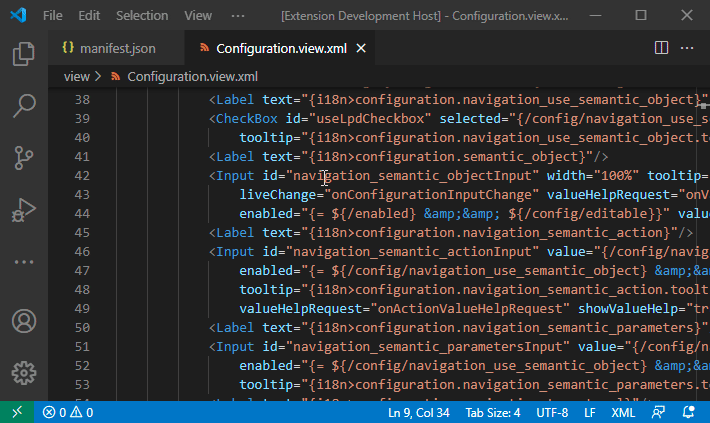 File Edit Selection View ··· [Extension Development Host] - Configuration.view.x...
{} manifest.json Configuration.view.xml ···
view > Configuration.view.xml
38 <Label text="{i18n>configuration.navigation_use_semantic_object}"
39 <CheckBox id="useLpdCheckbox" selected="{/config/navigation_use_s
40 tooltip="{i18n>configuration.navigation_use_semantic_object.to
41 <Label text="{i18n>configuration.semantic_object}"/>
42 <Input id="navigation_semantic_objectInput" width="100%" tooltip=
43 liveChange="onConfigurationInputChange" valueHelpRequest="onV
44 enabled="{= ${/enabled} &amp;&amp; ${/config/editable}}" valu
45 <Label text="{i18n>configuration.navigation_semantic_action}"/>
46 <Input id="navigation_semantic_actionInput" value="{/config/navig
47 enabled="{= ${/config/navigation_use_semantic_object} &amp;&a
48 tooltip="{i18n>configuration.navigation_semantic_action.toolt
49 valueHelpRequest="onActionValueHelpRequest" showValueHelp="tr
50 <Label text="{i18n>configuration.navigation_semantic_parameters}"
51 <Input id="navigation_semantic_parametersInput" value="{/config/n
52 enabled="{= ${/config/navigation_use_semantic_object} &amp;&a
53 tooltip="{i18n>configuration.navigation_semantic_parameters.to
0 0 Ln 9, Col 34 Tab Size: 4 UTF-8 LF XML